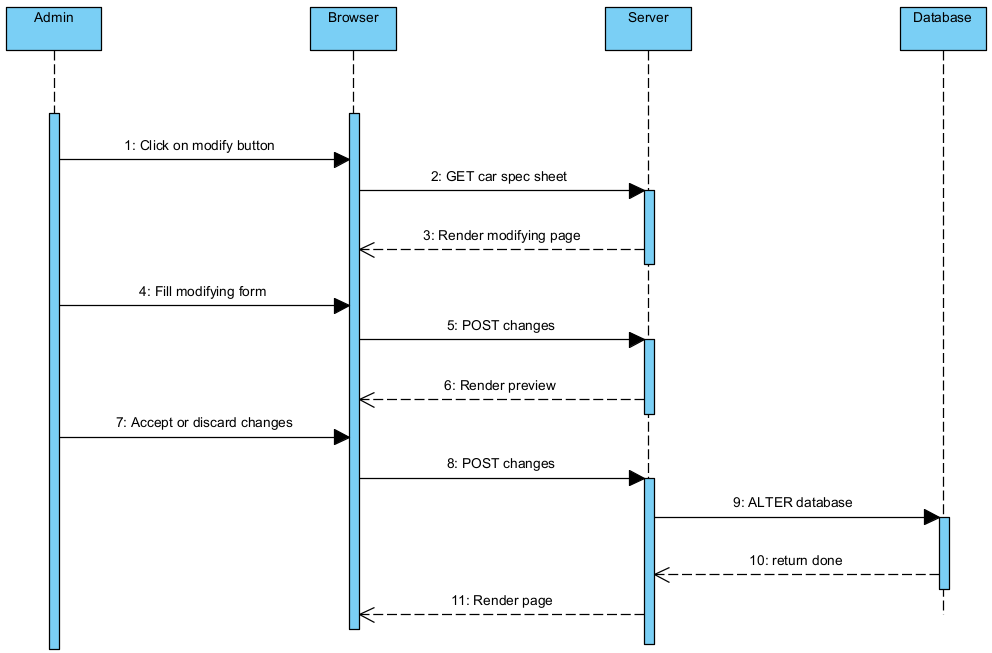 Admin
Browser
Server
Database
1: Click on modify button
2: GET car spec sheet
3: Render modifying page
4: Fill modifying form
5: POST changes
6: Render preview
7: Accept or discard changes
8: POST changes
9: ALTER database
10: return done
11: Render page